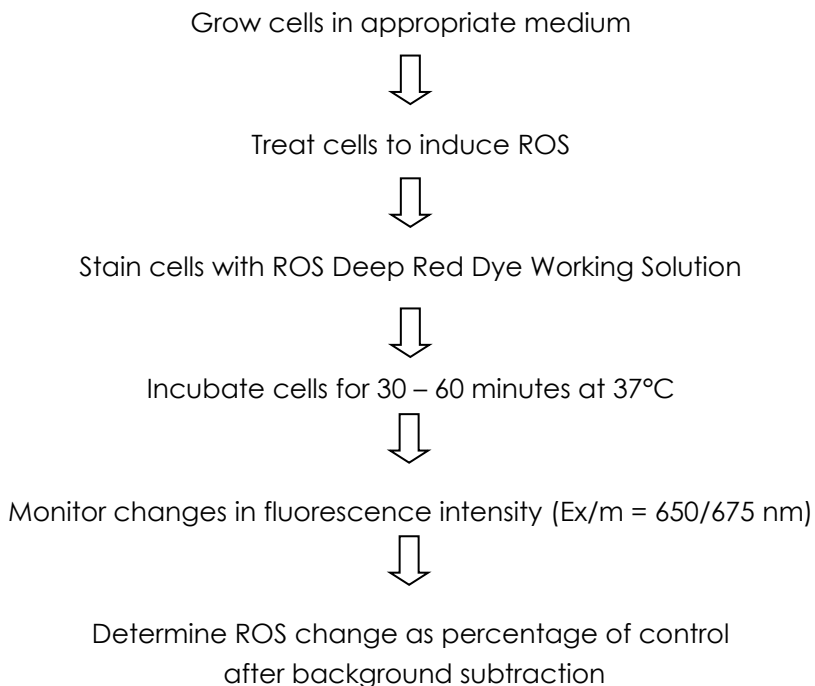 Grow cells in appropriate medium
Treat cells to induce ROS
Stain cells with ROS Deep Red Dye Working Solution
Incubate cells for 30 – 60 minutes at 37°C
Monitor changes in fluorescence intensity (Ex/m = 650/675 nm)
Determine ROS change as percentage of control
after background subtraction